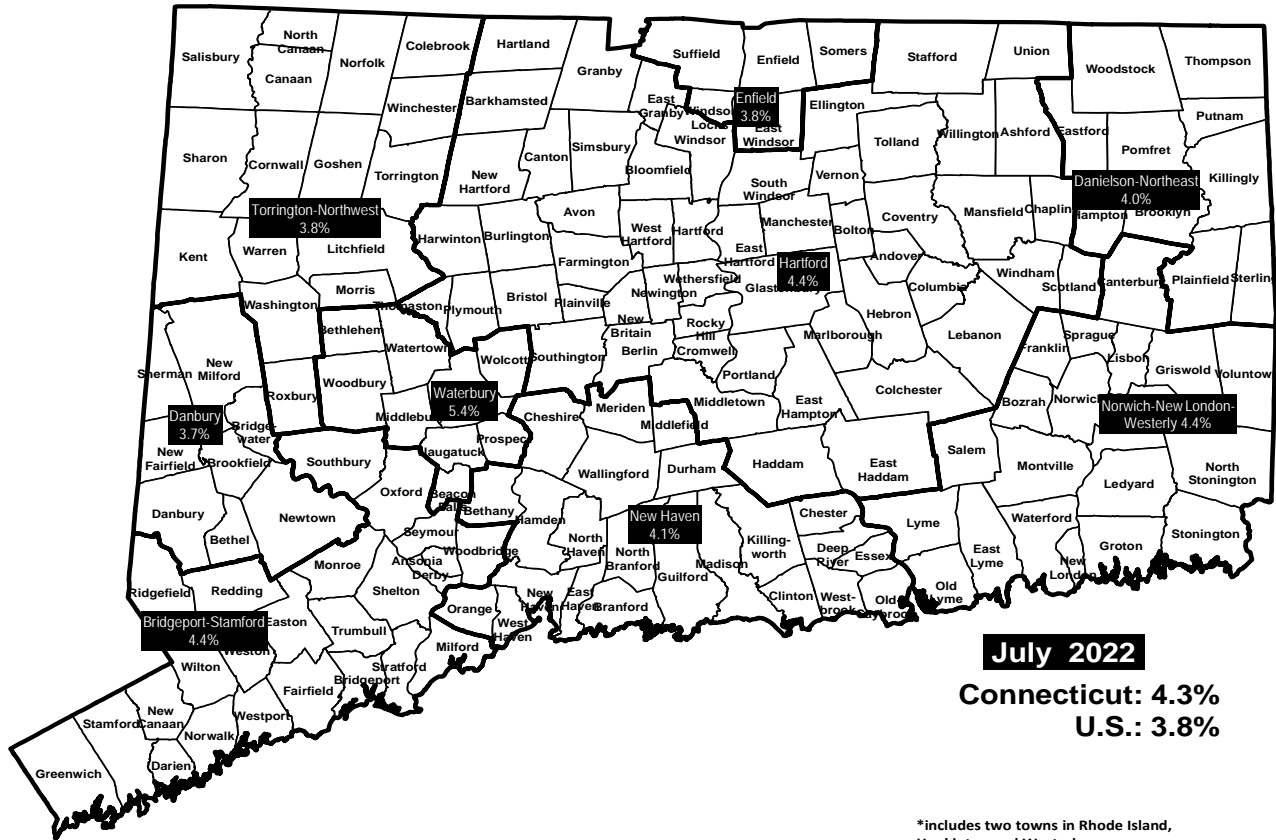 North
Canaan
Colebrook
Hartland
Suffield
Enfield
Somers
Stafford
Union
Woodstock
Thompson
Salisbury
Norfolk
Granby
Canaan
Winchester
Barkhamsted
East
Granby
Windsor
Locks
Enfield
3.8%
East
Windsor
Ellington
Putnam
Windsor
Tolland
Willington
Ashford
Eastford
Pomfret
Sharon
Cornwall
Goshen
Torrington
New
Hartford
Canton
Simsbury
Bloomfield
South
Windsor
Vernon
Danielson-Northeast
4.0%
Killingly
Torrington-Northwest
3.8%
Avon
West
Hartford
Hartford
Manchester
Bolton
Coventry
Mansfield
Chaplin
Hampton
Brooklyn
Kent
Warren
Litchfield
Harwinton
Burlington
Farmington
East
Hartford
Hartford
4.4%
Andover
Windham
Scotland
Canterbury
Plainfield
Sterling
Washington
Morris
Thomaston
Plymouth
Bristol
Plainville
Newington
Wethersfield
Columbia
New
Britain
Rocky
Hill
Hebron
Marlborough
Lebanon
Franklin
Sprague
Lisbon
Griswold
Voluntown
Sherman
New
Milford
Bethlehem
Watertown
Wolcott
Southington
Berlin
Cromwell
Portland
Colchester
Roxbury
Woodbury
Waterbury
5.4%
Cheshire
Meriden
Middletown
Middlefield
East
Hampton
Bozrah
Norwich
Norwich-New London-
Westerly 4.4%
Danbury
3.7%
Bridge-
water
Prospect
Naugatuck
New
Fairfield
Brookfield
Southbury
Wallingford
Durham
Haddam
East
Haddam
Salem
Montville
Ledyard
North
Stonington
Danbury
Bethel
Newtown
Oxford
Beacon
Falls
Bethany
Hamden
New Haven
4.1%
Chester
Lyme
Waterford
Groton
Stonington
Seymour
Woodbridge
North
Haven
North
Branford
Guilford
Madison
Killing-
worth
Deep
River
Essex
East
Lyme
New
London
Ridgefield
Redding
Monroe
Ansonia
Derby
Shelton
Orange
New
Haven
East
Haven
Branford
Clinton
West-
brook
Old
Saybrook
Old
Lyme
Bridgeport-Stamford
4.4%
Easton
Trumbull
West
Haven
Milford
Weston
Wilton
Stratford
Bridgeport
Fairfield
New
Canaan
Stamford
Norwalk
Westport
Greenwich
Darien
July 2022
Connecticut: 4.3%
U.S.: 3.8%
*includes two towns in Rhode Island,